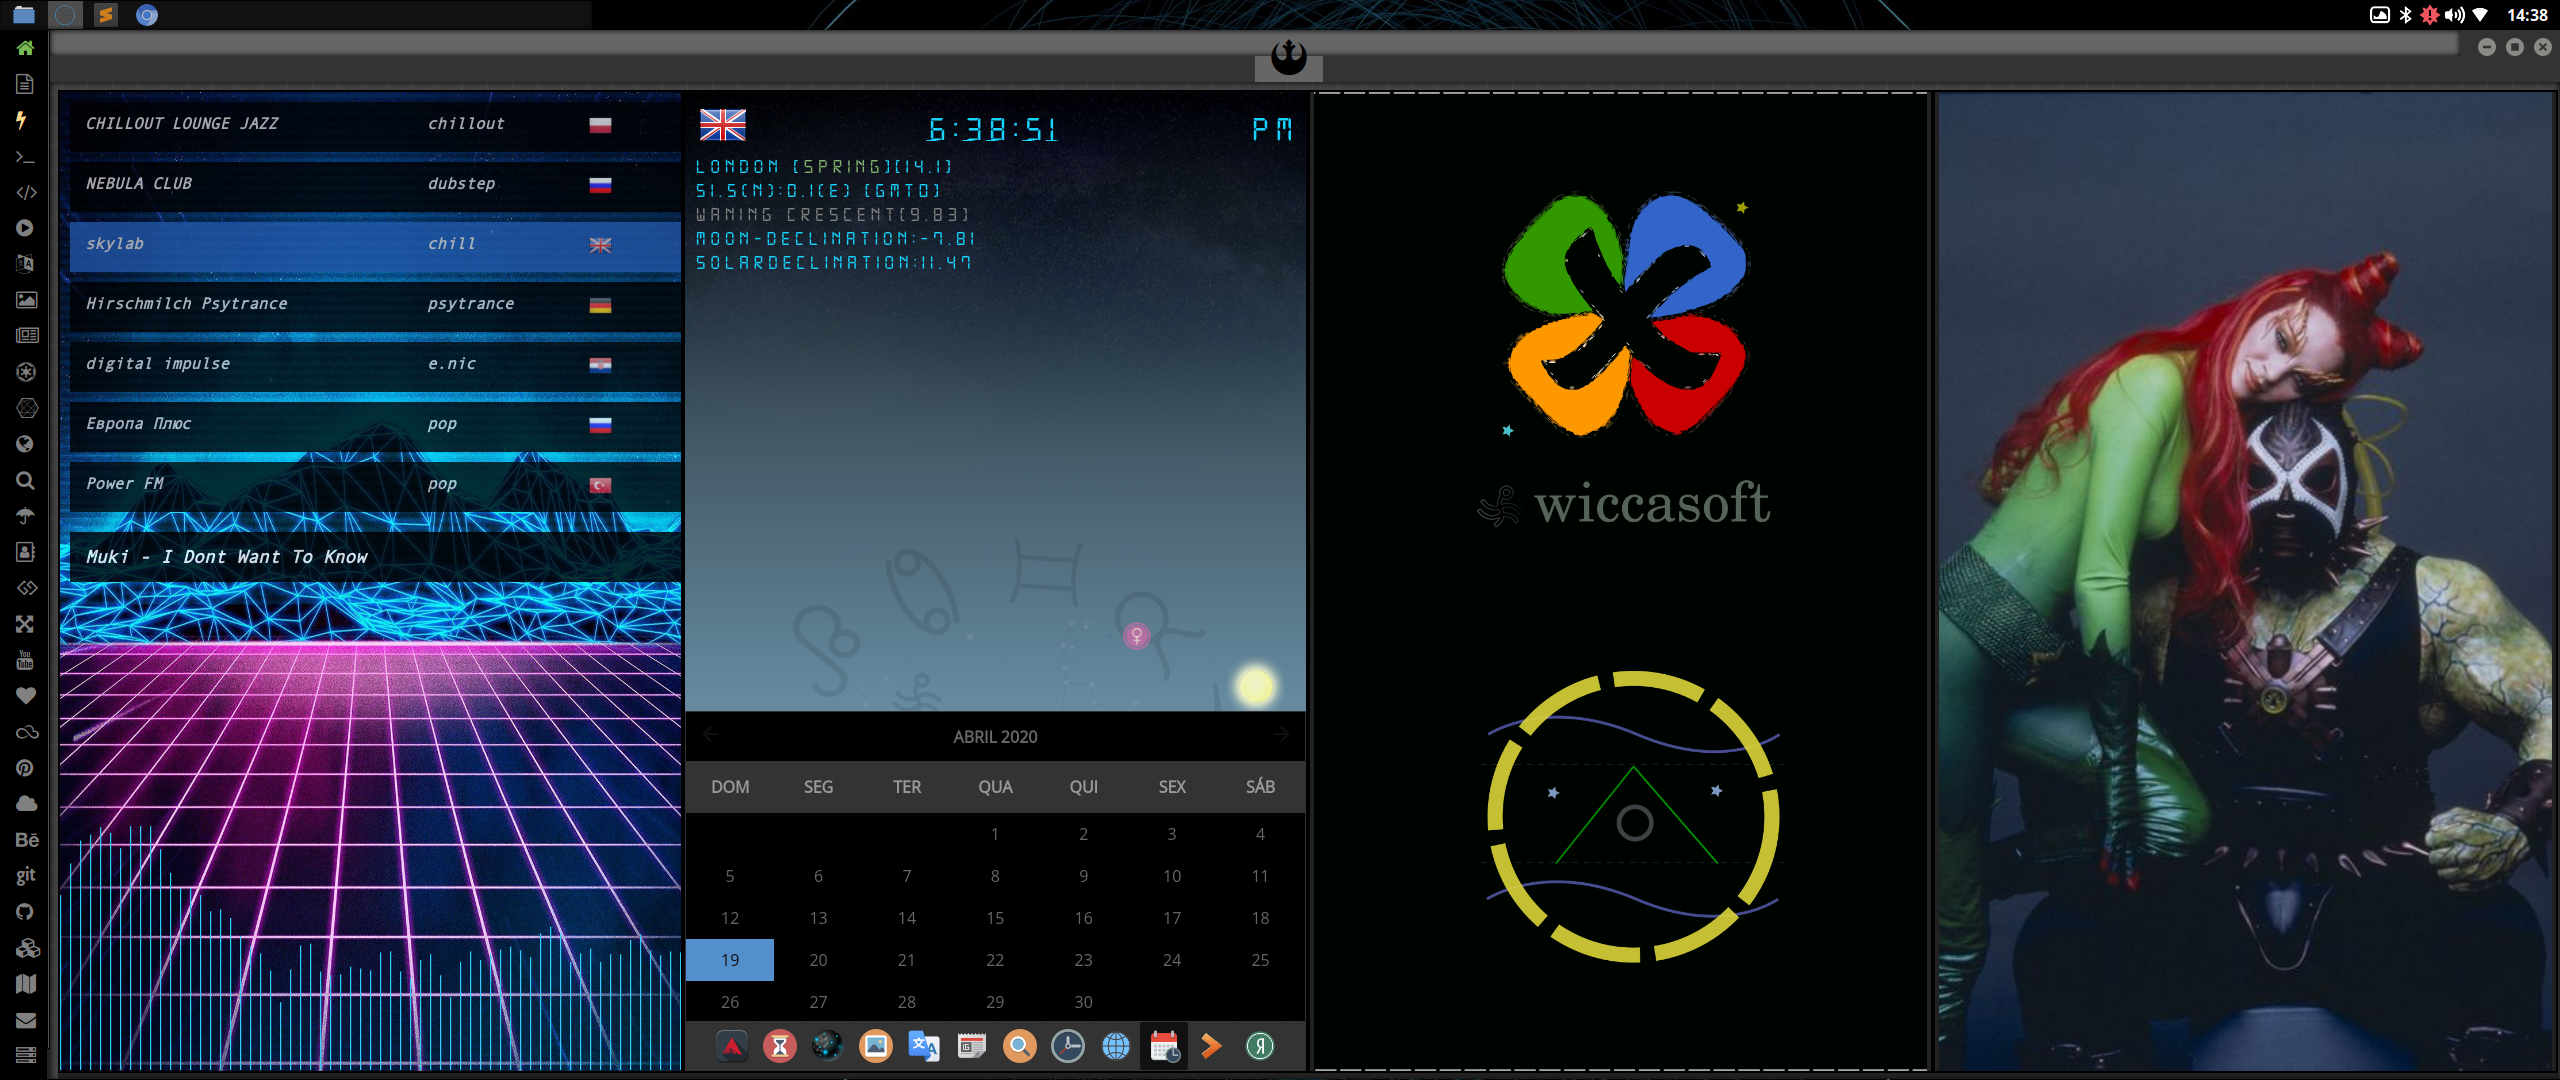 14:38
CHILLOUT LOUNGE JAZZ chillout
NEBULA CLUB dubstep
skylab chill
Hirschmilch Psytrance psytrance
digital impulse e.nic
Европа Плюс pop
Power FM pop
Muki - I Dont Want To Know
6:38:51 PM
LONDON [SPRING][14.1]
51.5(N):0.1(E) [GMT0]
WANING CRESCENT[9.83]
MOON-DECLINATION:-7.81
SOLARDECLINATION:11.47
ABRIL 2020
DOM SEG TER QUA QUI SEX SÁB
1 2 3 4
5 6 7 8 9 10 11
12 13 14 15 16 17 18
19 20 21 22 23 24 25
26 27 28 29 30
wiccasoft
You
Tube
Bē
git
文 A
Я